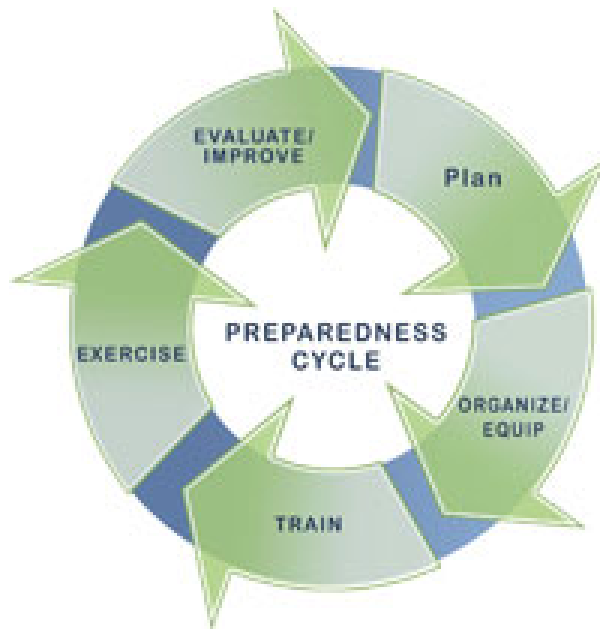 PREPAREDNESS
CYCLE
Plan
ORGANIZE/
EQUIP
TRAIN
EXERCISE
EVALUATE/
IMPROVE